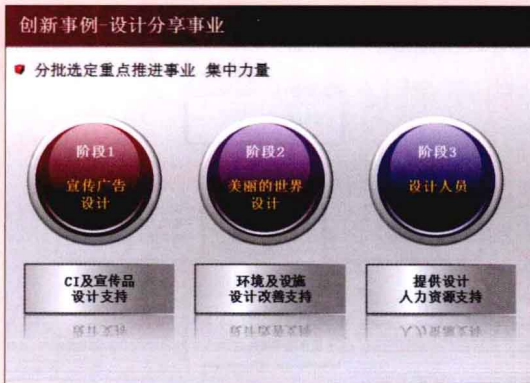 创新事例-设计分享事业
分批选定重点推进事业 集中力量
阶段1
宣传广告
设计
阶段2
美丽的世界
设计
阶段3
设计人员
CI及宣传品
设计支持
环境及设施
设计改善支持
提供设计
人力资源支持